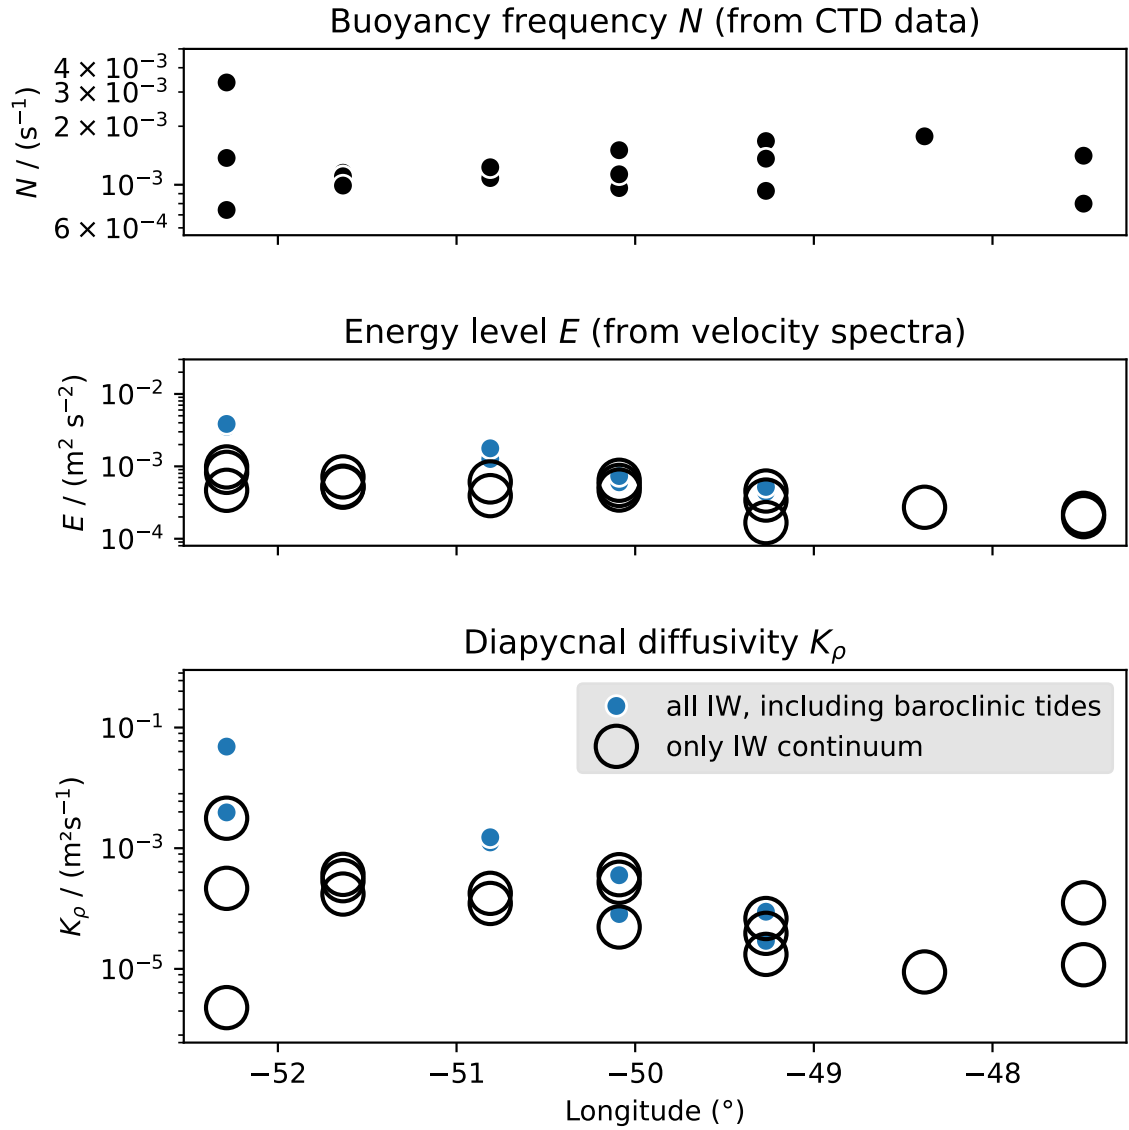 Buoyancy frequency N (from CTD data)
N / (s⁻¹)
4 × 10⁻³
3 × 10⁻³
2 × 10⁻³
10⁻³
6 × 10⁻⁴
Energy level E (from velocity spectra)
E / (m² s⁻²)
10⁻²
10⁻³
10⁻⁴
Diapycnal diffusivity Kᵨ
Kᵨ / (m²s⁻¹)
10⁻¹
10⁻³
10⁻⁵
all IW, including baroclinic tides
only IW continuum
−52 −51 −50 −49 −48
Longitude (°)